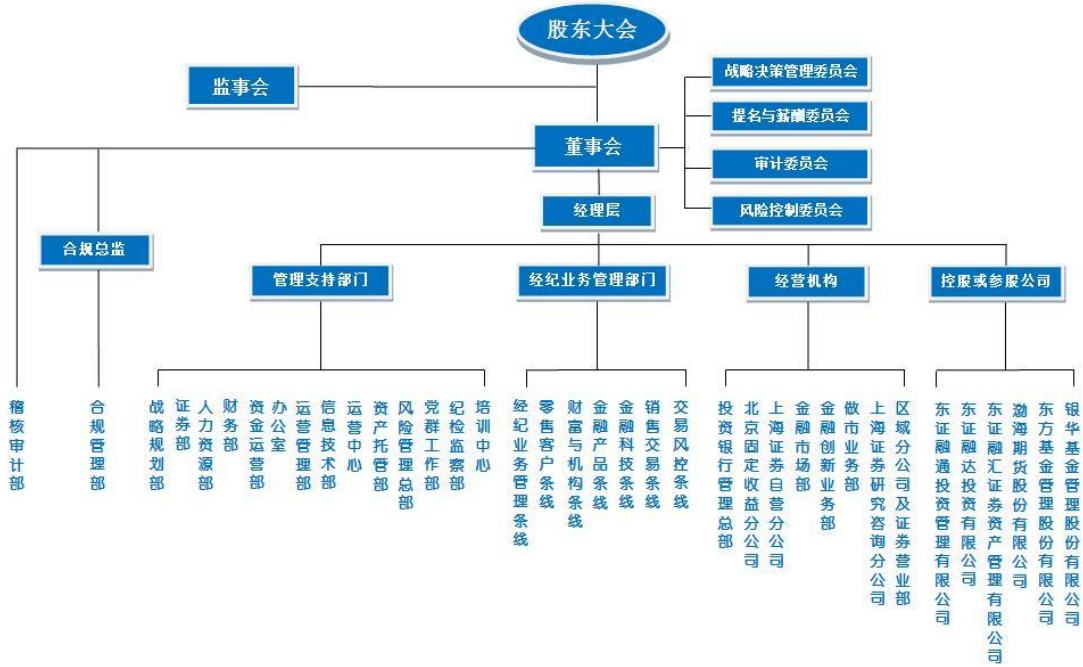 股东大会
监事会
战略决策管理委员会
提名与薪酬委员会
董事会
审计委员会
经理层
风险控制委员会
合规总监
管理支持部门
经纪业务管理部门
经营机构
控股或参股公司
稽核审计部
合规管理部
战略规划部
证券部
人力资源部
财务部
资金运营部
办公室
运营管理部
信息技术部
运营中心
资产托管部
风险管理总部
党群工作部
纪检监察部
培训中心
经纪业务管理条线
零售客户条线
财富与机构条线
金融产品条线
金融科技条线
销售交易条线
交易风控条线
投资银行管理总部
北京固定收益分公司
上海证券自营分公司
金融市场部
金融创新业务部
做市业务部
上海证券研究咨询分公司
区域分公司及证券营业部
东证融通投资管理有限公司
东证融达投资有限公司
东证融汇证券资产管理有限公司
渤海期货股份有限公司
东方基金管理股份有限公司
银华基金管理股份有限公司